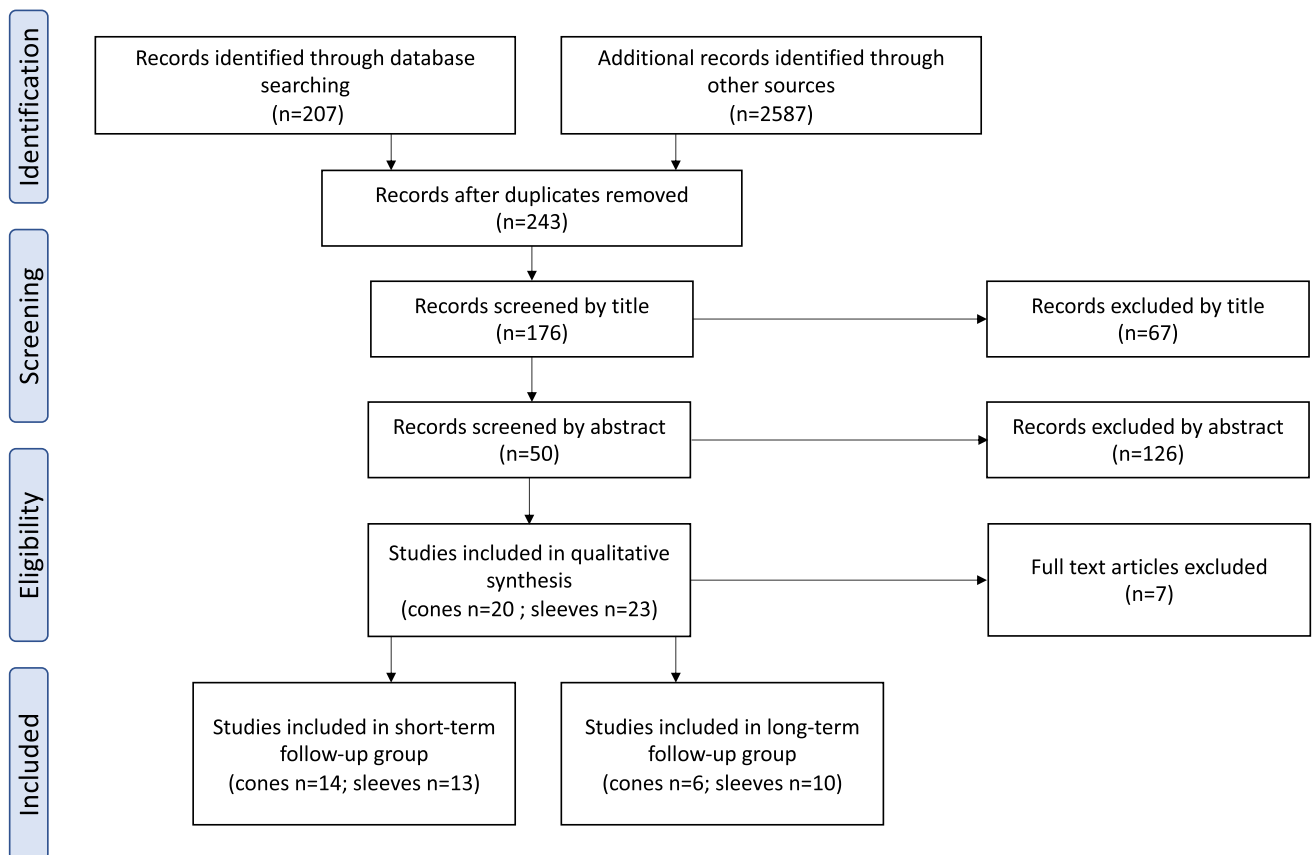 Identification
Records identified through database
searching
(n=207)
Additional records identified through
other sources
(n=2587)
Records after duplicates removed
(n=243)
Screening
Records screened by title
(n=176)
Records excluded by title
(n=67)
Records screened by abstract
(n=50)
Records excluded by abstract
(n=126)
Eligibility
Studies included in qualitative
synthesis
(cones n=20 ; sleeves n=23)
Full text articles excluded
(n=7)
Included
Studies included in short-term
follow-up group
(cones n=14; sleeves n=13)
Studies included in long-term
follow-up group
(cones n=6; sleeves n=10)